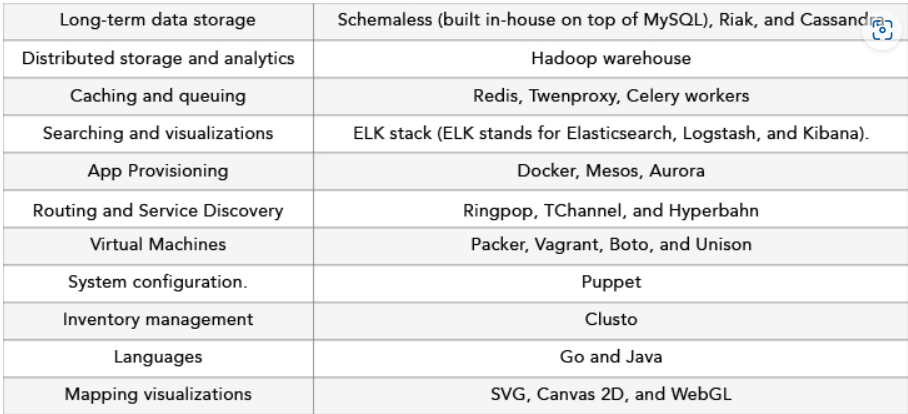 Long-term data storage Schemaless (built in-house on top of MySQL), Riak, and Cassandra
Distributed storage and analytics Hadoop warehouse
Caching and queuing Redis, Twenproxy, Celery workers
Searching and visualizations ELK stack (ELK stands for Elasticsearch, Logstash, and Kibana).
App Provisioning Docker, Mesos, Aurora
Routing and Service Discovery Ringpop, TChannel, and Hyperbahn
Virtual Machines Packer, Vagrant, Boto, and Unison
System configuration. Puppet
Inventory management Clusto
Languages Go and Java
Mapping visualizations SVG, Canvas 2D, and WebGL